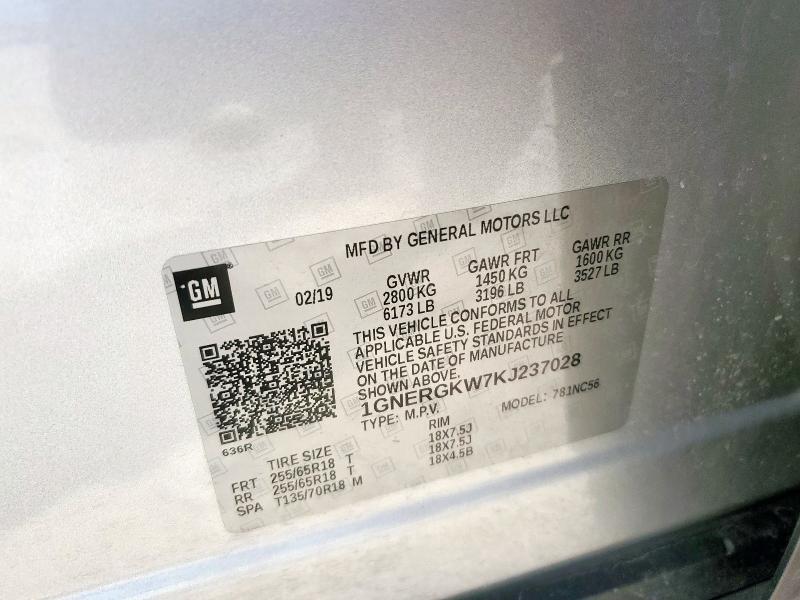 MFD BY GENERAL MOTORS LLC
GM
02/19
GVWR
2800 KG
6173 LB
GAWR FRT
1450 KG
3196 LB
GAWR RR
1600 KG
3527 LB
THIS VEHICLE CONFORMS TO ALL
APPLICABLE U.S. FEDERAL MOTOR
VEHICLE SAFETY STANDARDS IN EFFECT
ON THE DATE OF MANUFACTURE
SHOWN ABOVE.
1GNERGKW7KJ237028
TYPE: M.P.V. MODEL: 781NC56
636R
TIRE SIZE RIM
FRT 255/65R18 T 18X7.5J
RR 255/65R18 T 18X7.5J
SPA T135/70R18 M 18X4.5B